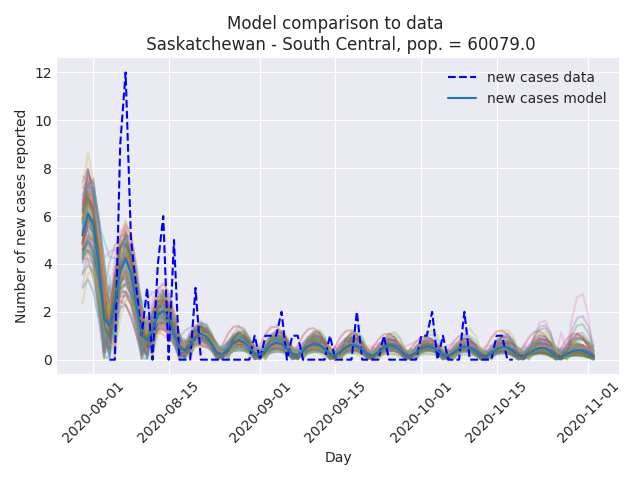 Model comparison to data
Saskatchewan - South Central, pop. = 60079.0
new cases data
new cases model
Number of new cases reported
12
10
8
6
4
2
0
2020-08-01
2020-08-15
2020-09-01
2020-09-15
2020-10-01
2020-10-15
2020-11-01
Day